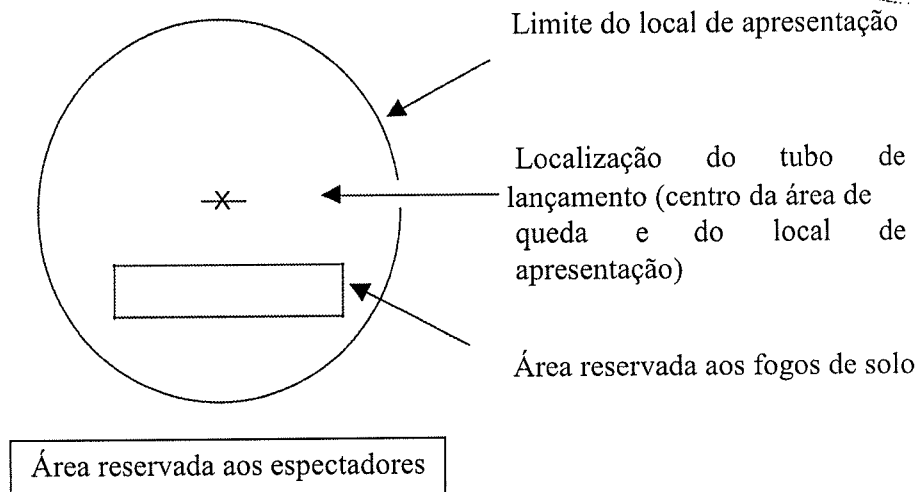 Limite do local de apresentação
Localização do tubo de
lançamento (centro da área de
queda e do local de
apresentação)
X
Área reservada aos fogos de solo
Área reservada aos espectadores